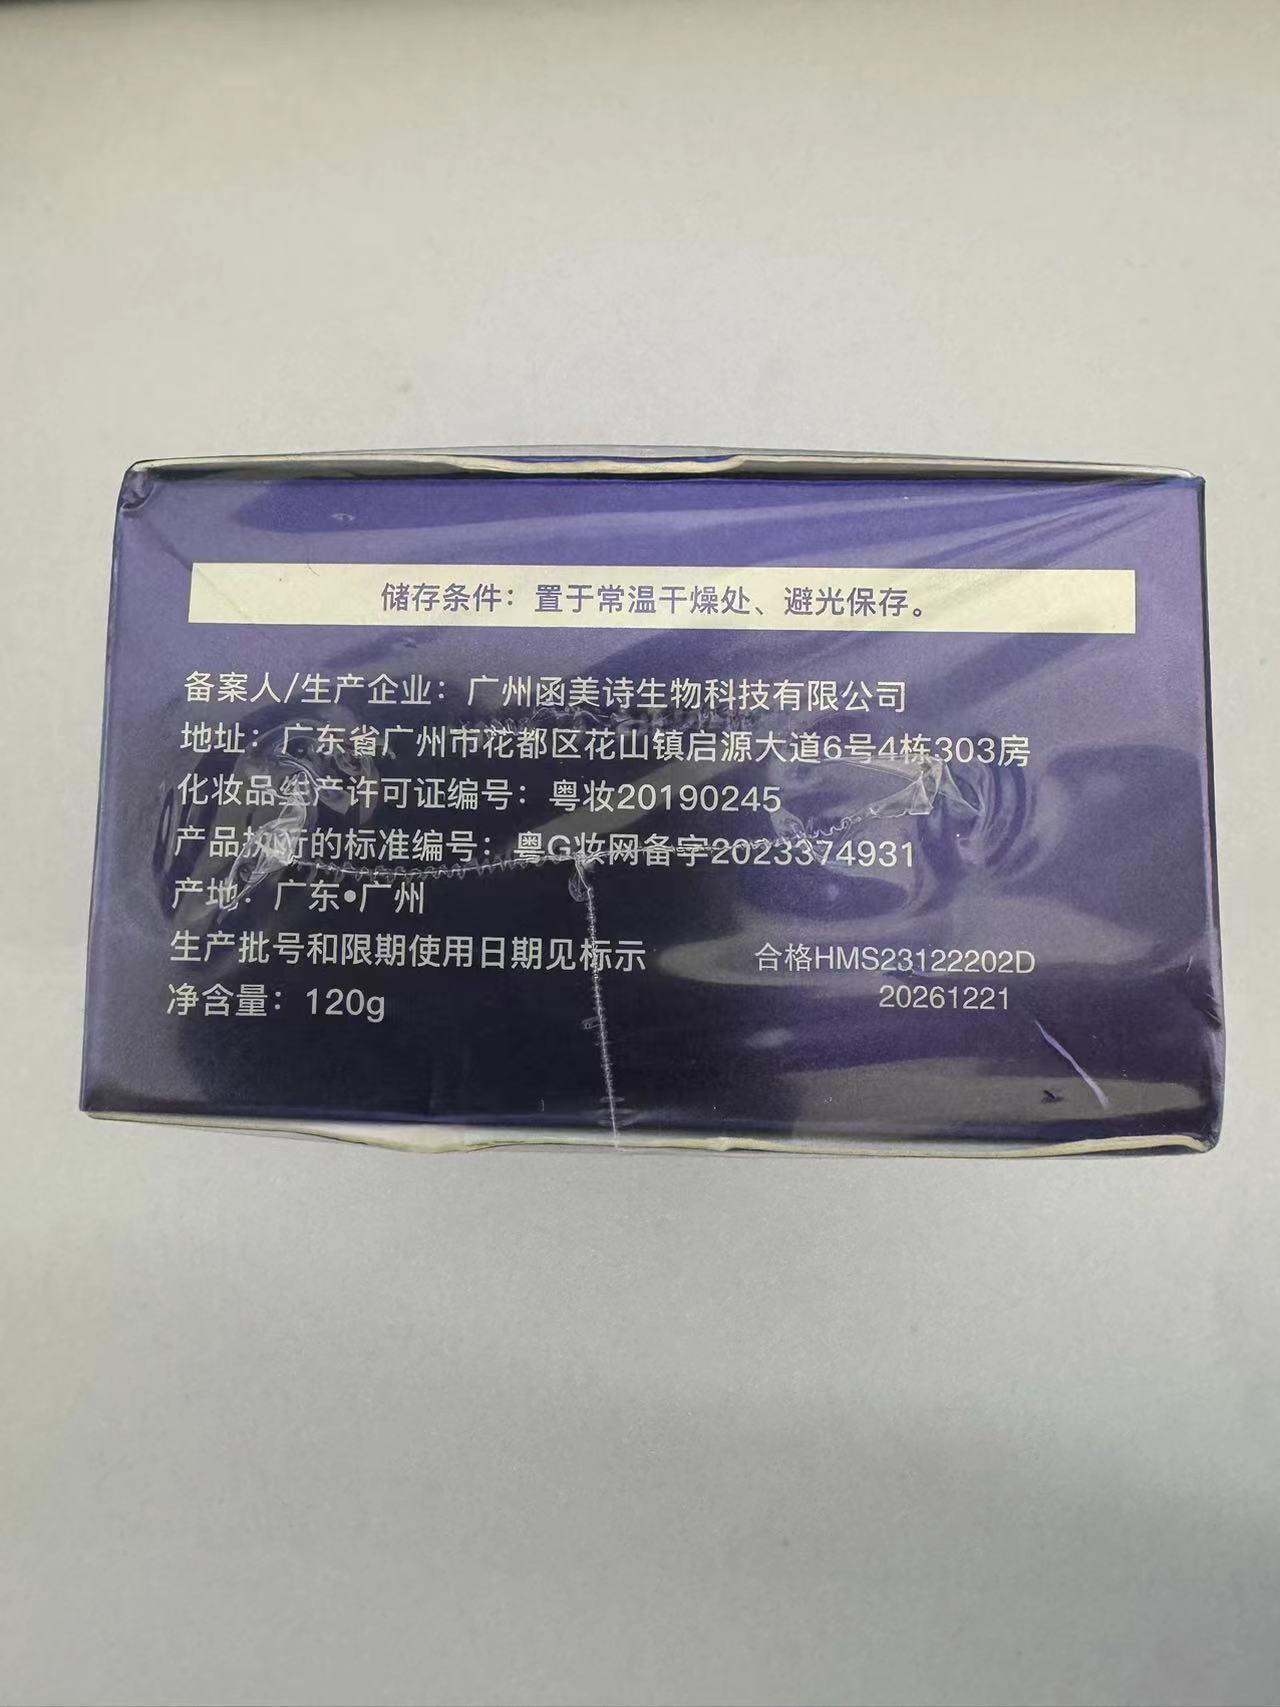 储存条件：置于常温干燥处、避光保存。
备案人/生产企业：广州函美诗生物科技有限公司
地址：广东省广州市花都区花山镇启源大道6号4栋303房
化妆品生产许可证编号：粤妆20190245
产品执行的标准编号：粤G妆网备字2023374931
产地：广东•广州
生产批号和限期使用日期见标示
合格HMS23122202D
20261221
净含量：120g